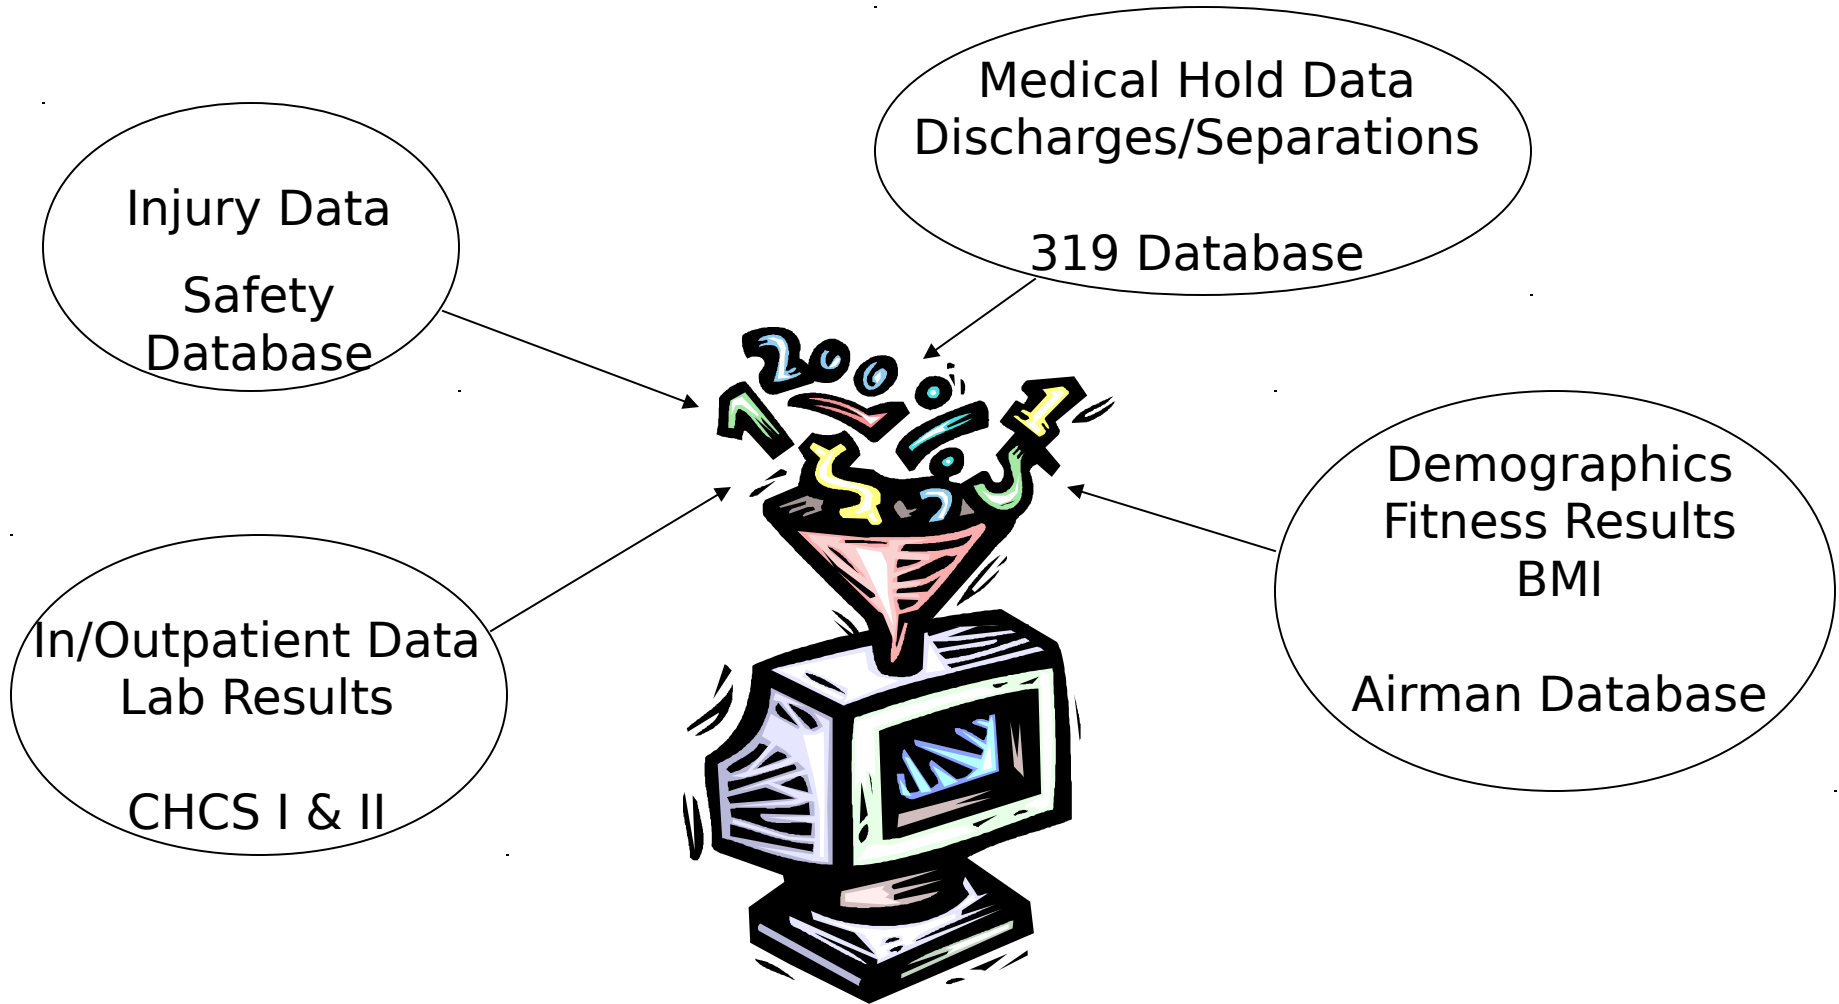 Medical Hold Data
Discharges/Separations
319 Database
Injury Data
Safety
Database
Demographics
Fitness Results
BMI
Airman Database
In/Outpatient Data
Lab Results
CHCS I & II